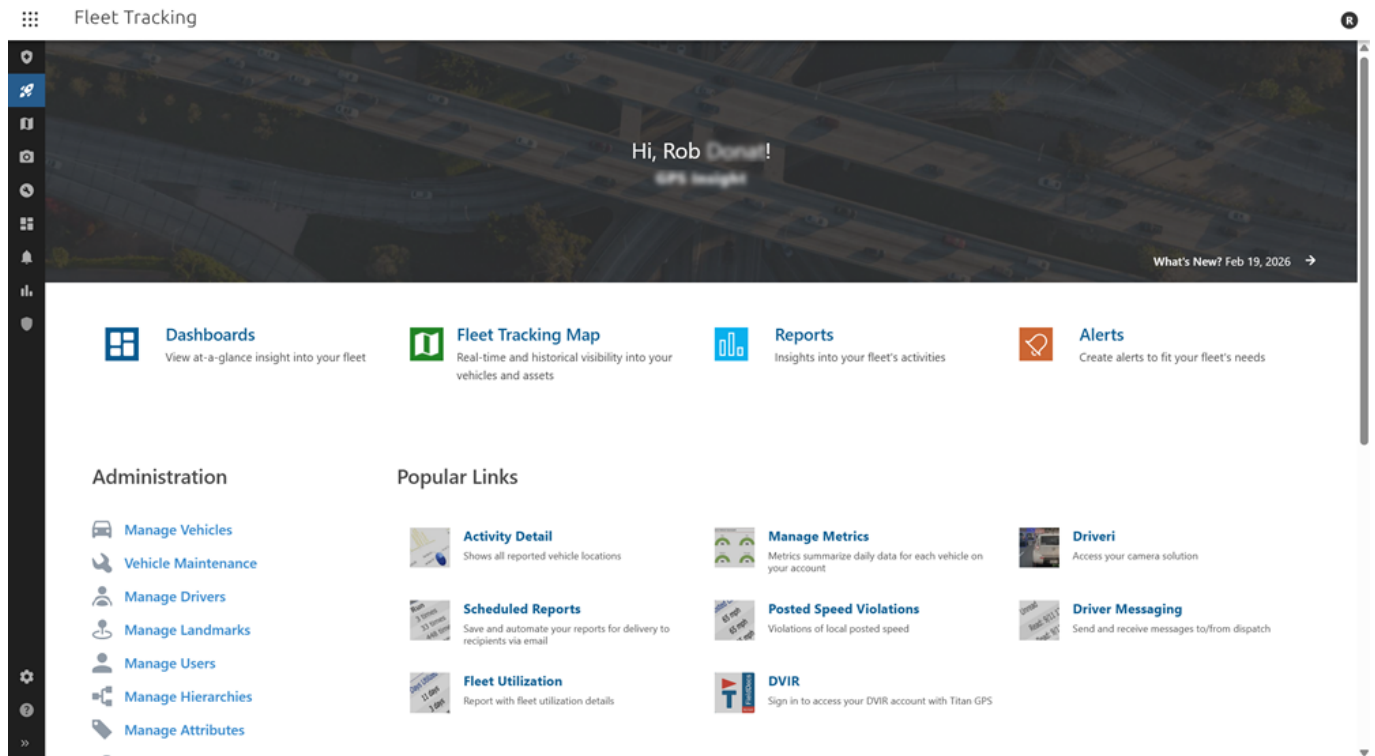 Fleet Tracking
R
Hi, Rob !
What's New? Feb 19, 2026
Dashboards
View at-a-glance insight into your fleet
Fleet Tracking Map
Real-time and historical visibility into your
vehicles and assets
Reports
Insights into your fleet's activities
Alerts
Create alerts to fit your fleet's needs
Administration
Manage Vehicles
Vehicle Maintenance
Manage Drivers
Manage Landmarks
Manage Users
Manage Hierarchies
Manage Attributes
Popular Links
Activity Detail
Shows all reported vehicle locations
Manage Metrics
Metrics summarize daily data for each vehicle on
your account
Driveri
Access your camera solution
Scheduled Reports
Save and automate your reports for delivery to
recipients via email
Posted Speed Violations
Violations of local posted speed
Driver Messaging
Send and receive messages to/from dispatch
Fleet Utilization
Report with fleet utilization details
DVIR
Sign in to access your DVIR account with Titan GPS